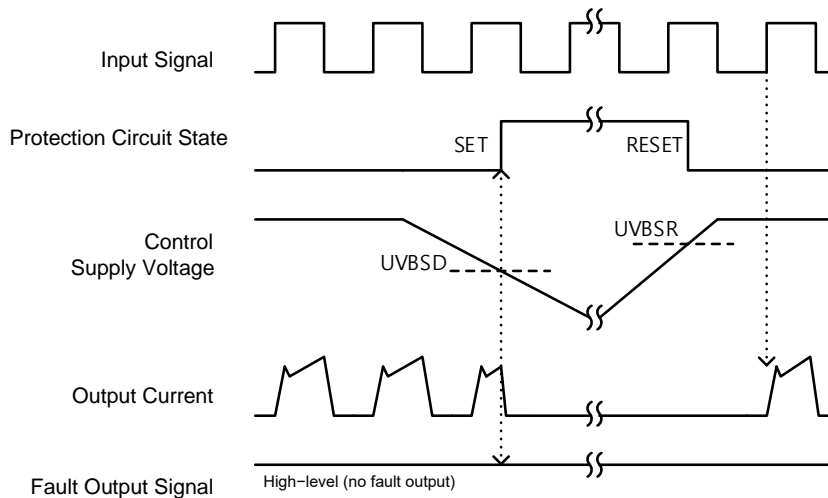 Input Signal
Protection Circuit State
SET
RESET
Control
Supply Voltage
UVBSD
UVBSR
Output Current
Fault Output Signal
High−level (no fault output)